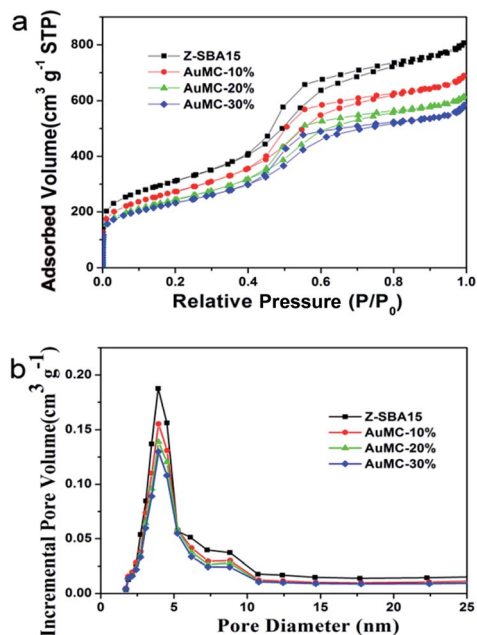 a
800
600
400
200
0
Adsorbed Volume(cm³ g⁻¹ STP)
Z-SBA15
AuMC-10%
AuMC-20%
AuMC-30%
0.0 0.2 0.4 0.6 0.8 1.0
Relative Pressure (P/P₀)
b
0.20
0.15
0.10
0.05
0.00
Incremental Pore Volume(cm³ g⁻¹)
Z-SBA15
AuMC-10%
AuMC-20%
AuMC-30%
0 5 10 15 20 25
Pore Diameter (nm)